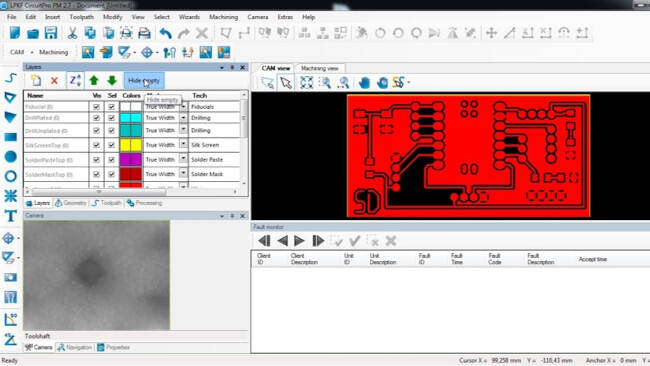 LPKF CircuitPro PM 2.7 - Document [Untitled]
File Edit Insert Toolpath Modify View Select Wizards Machining Camera Extras Help
CAM Machining
Layers
Hide empty
Name Vis Sel Colors Tech
Hide empty
Fiducial (0) True Width Fiducials
DrillPlated (0) True Width Drilling
DrillUnplated (0) True Width Drilling
SilkScreenTop (0) True Width Silk Screen
SolderPasteTop (0) True Width Solder Paste
SolderMaskTop (0) True Width Solder Mask
Layers Geometry Toolpath Processing
Camera
Toolshaft
Camera Navigation Properties
CAM view Machining view
SD
Fault monitor
Client ID Client Description Unit ID Unit Description Fault ID Fault Time Fault Code Fault Description Accept time
Ready
Cursor X = 99,258 mm Y = -110,43 mm Anchor X = 0 mm